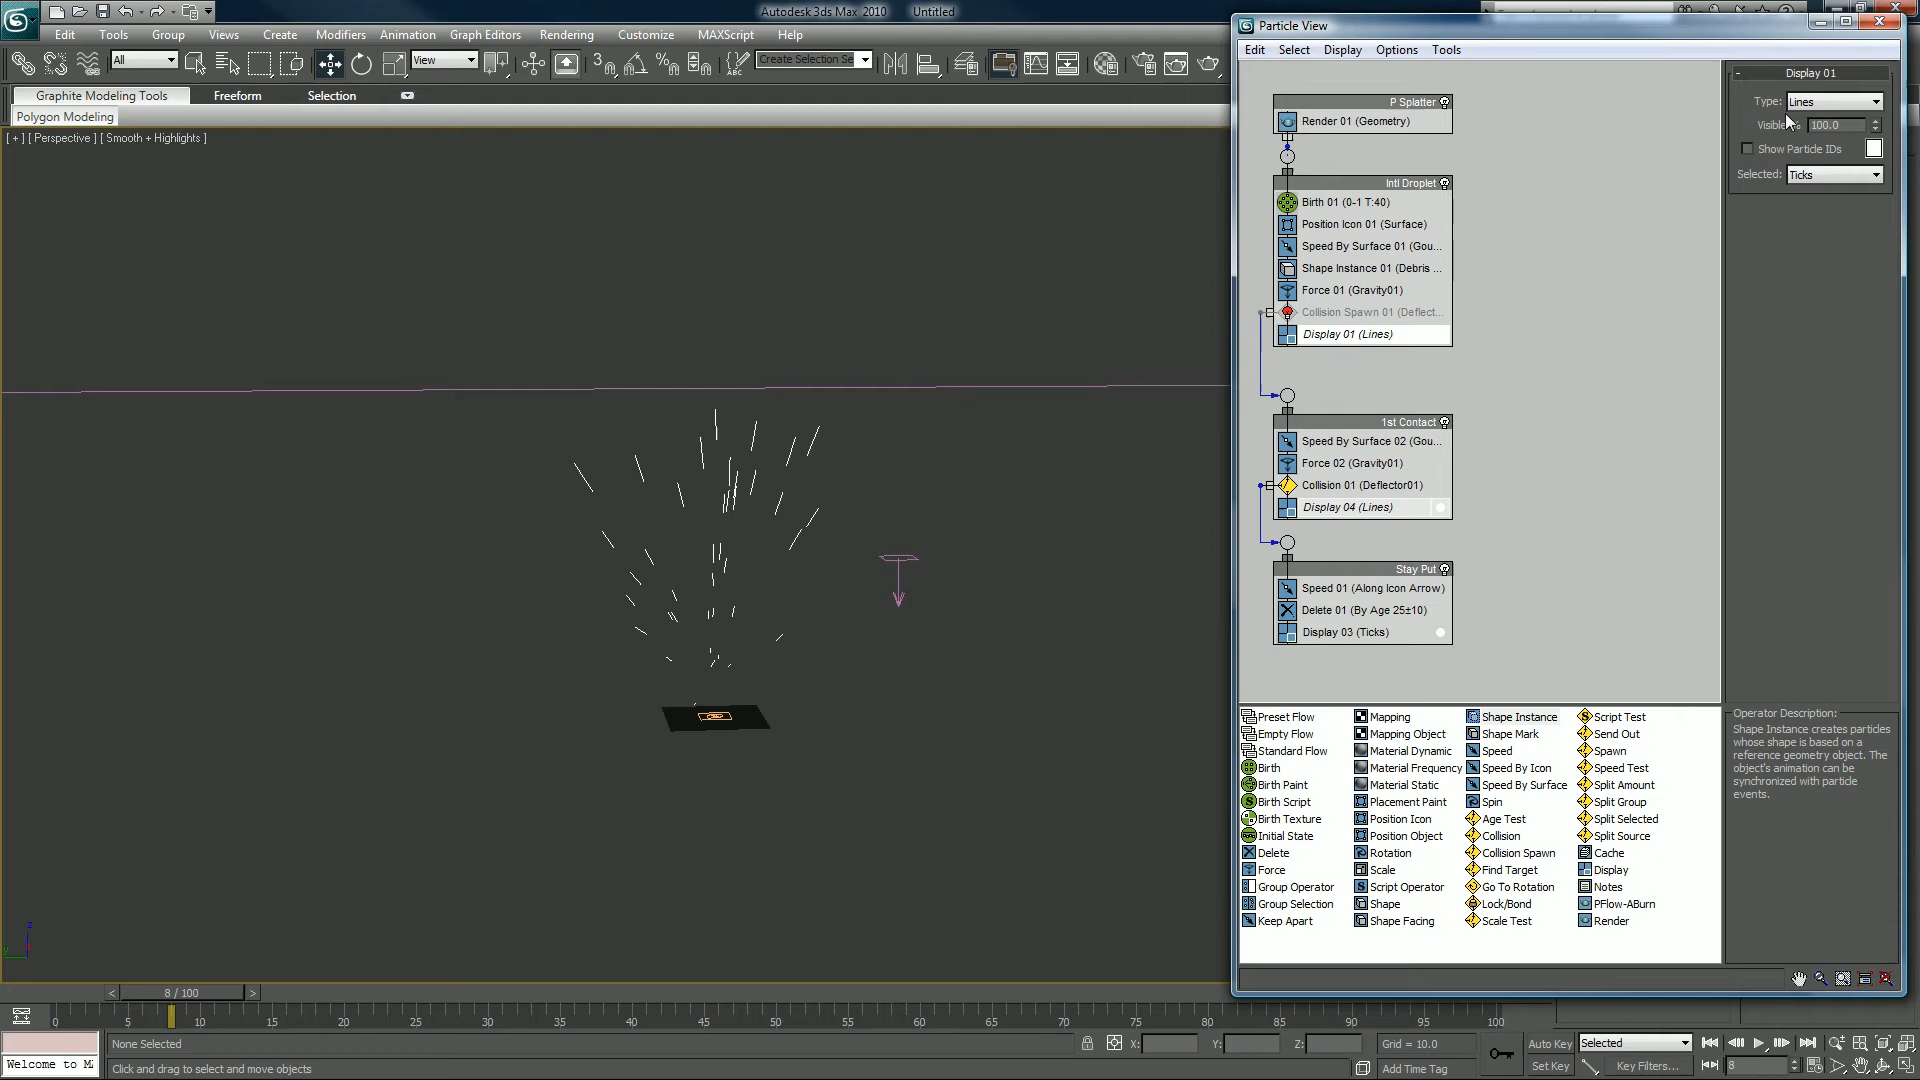 Autodesk 3ds Max 2010    Untitled
Edit Tools Group Views Create Modifiers Animation Graph Editors Rendering Customize MAXScript Help
All
View
Create Selection Se
Graphite Modeling Tools Freeform Selection
Polygon Modeling
[ + ] [ Perspective ] [ Smooth + Highlights ]
Particle View
Edit Select Display Options Tools
P Splatter
Render 01 (Geometry)
Intl Droplet
Birth 01 (0-1 T:40)
Position Icon 01 (Surface)
Speed By Surface 01 (Gou...
Shape Instance 01 (Debris ...
Force 01 (Gravity01)
Collision Spawn 01 (Deflect...
Display 01 (Lines)
1st Contact
Speed By Surface 02 (Gou...
Force 02 (Gravity01)
Collision 01 (Deflector01)
Display 04 (Lines)
Stay Put
Speed 01 (Along Icon Arrow)
Delete 01 (By Age 25±10)
Display 03 (Ticks)
- Display 01
Type: Lines
Visible % 100.0
Show Particle IDs
Selected: Ticks
Preset Flow
Empty Flow
Standard Flow
Birth
Birth Paint
Birth Script
Birth Texture
Initial State
Delete
Force
Group Operator
Group Selection
Keep Apart
Mapping
Mapping Object
Material Dynamic
Material Frequency
Material Static
Placement Paint
Position Icon
Position Object
Rotation
Scale
Script Operator
Shape
Shape Facing
Shape Instance
Shape Mark
Speed
Speed By Icon
Speed By Surface
Spin
Age Test
Collision
Collision Spawn
Find Target
Go To Rotation
Lock/Bond
Scale Test
Script Test
Send Out
Spawn
Speed Test
Split Amount
Split Group
Split Selected
Split Source
Cache
Display
Notes
PFlow-ABurn
Render
Operator Description:
Shape Instance creates particles
whose shape is based on a
reference geometry object. The
object's animation can be
synchronized with particle
events.
z
y
< 8 / 100 >
0 5 10 15 20 25 30 35 40 45 50 55 60 65 70 75 80 85 90 95 100
None Selected X: Y: Z: Grid = 10.0 Auto Key Selected
Welcome to M Click and drag to select and move objects Add Time Tag Set Key Key Filters... 8